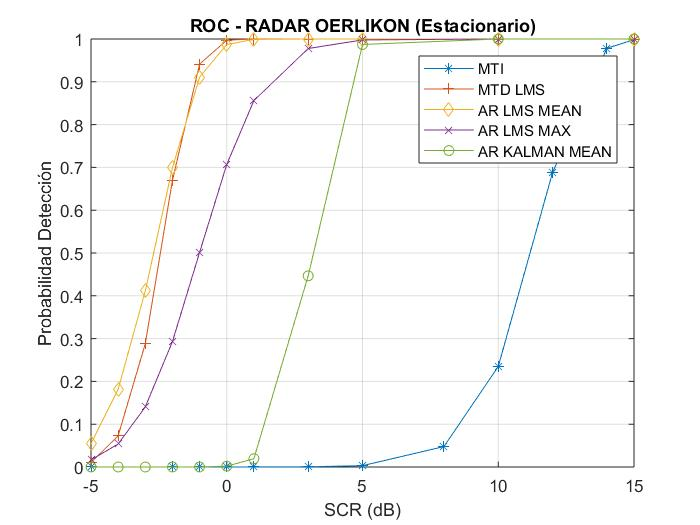 ROC - RADAR OERLIKON (Estacionario)
1
0.9
0.8
0.7
0.6
0.5
0.4
0.3
0.2
0.1
0
Probabilidad Detección
MTI
MTD LMS
AR LMS MEAN
AR LMS MAX
AR KALMAN MEAN
-5 0 5 10 15
SCR (dB)